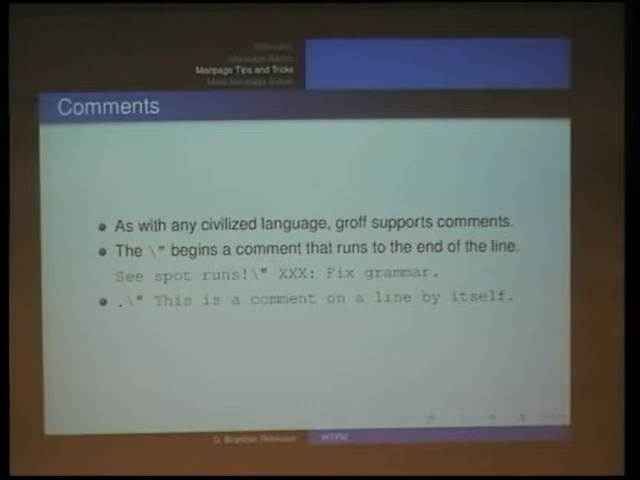 Manpage Tips and Tricks
Comments
As with any civilized language, groff supports comments.
The \" begins a comment that runs to the end of the line.
See spot runs!\" XXX: Fix grammar.
.\" This is a comment on a line by itself.
G. Branden Robinson WTFM